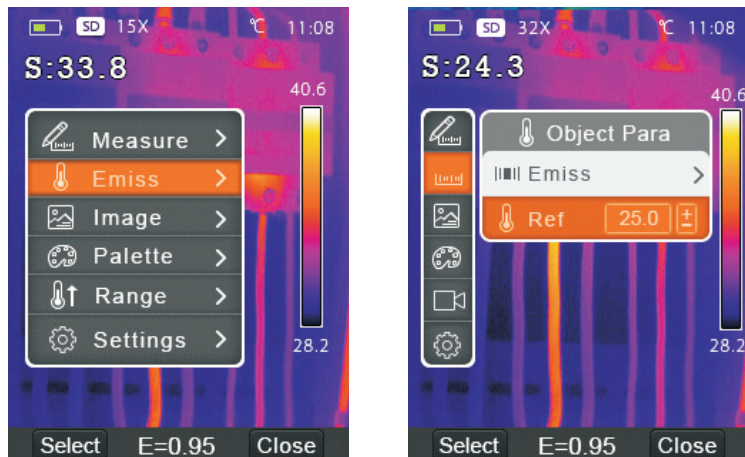 SD 15X °C 11:08
S:33.8
40.6
Measure
Emiss
Image
Palette
Range
Settings
28.2
Select E=0.95 Close
SD 32X °C 11:08
S:24.3
40.6
Object Para
Emiss
Ref 25.0 ±
28.2
Select E=0.95 Close